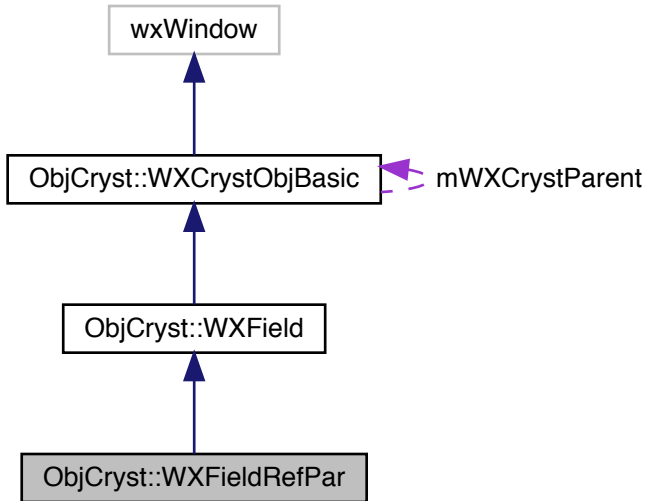 wxWindow
ObjCryst::WXCrystObjBasic
mWXCrystParent
ObjCryst::WXField
ObjCryst::WXFieldRefPar